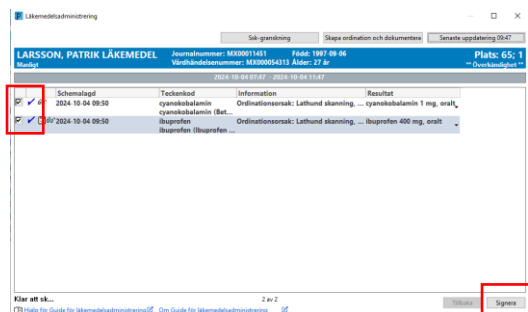 Läkemedelsadministrering
Ssk-granskning Skapa ordination och dokumentera Senaste uppdatering 09:47
LARSSON, PATRIK LÄKEMEDEL Journalnummer: MX00011451 Född: 1997-09-06 Plats: 65; 1
Manligt Vårdhändelsenummer: MX000054313 Ålder: 27 år ** Överkänslighet **
2024-10-04 07:47 - 2024-10-04 11:47
Schemalagd Teckenkod Information Resultat
2024-10-04 09:50 cyanokobalamin Ordinationsorsak: Lathund skanning, ... cyanokobalamin 1 mg, oralt
cyanokobalamin (Bet...
2024-10-04 09:50 ibuprofen Ordinationsorsak: Lathund skanning, ... ibuprofen 400 mg, oralt
ibuprofen (Ibuprofen ...
Klar att sk... 2 av 2 Tillbaka Signera
Hjälp för Guide för läkemedelsadministrering Om Guide för läkemedelsadministrering